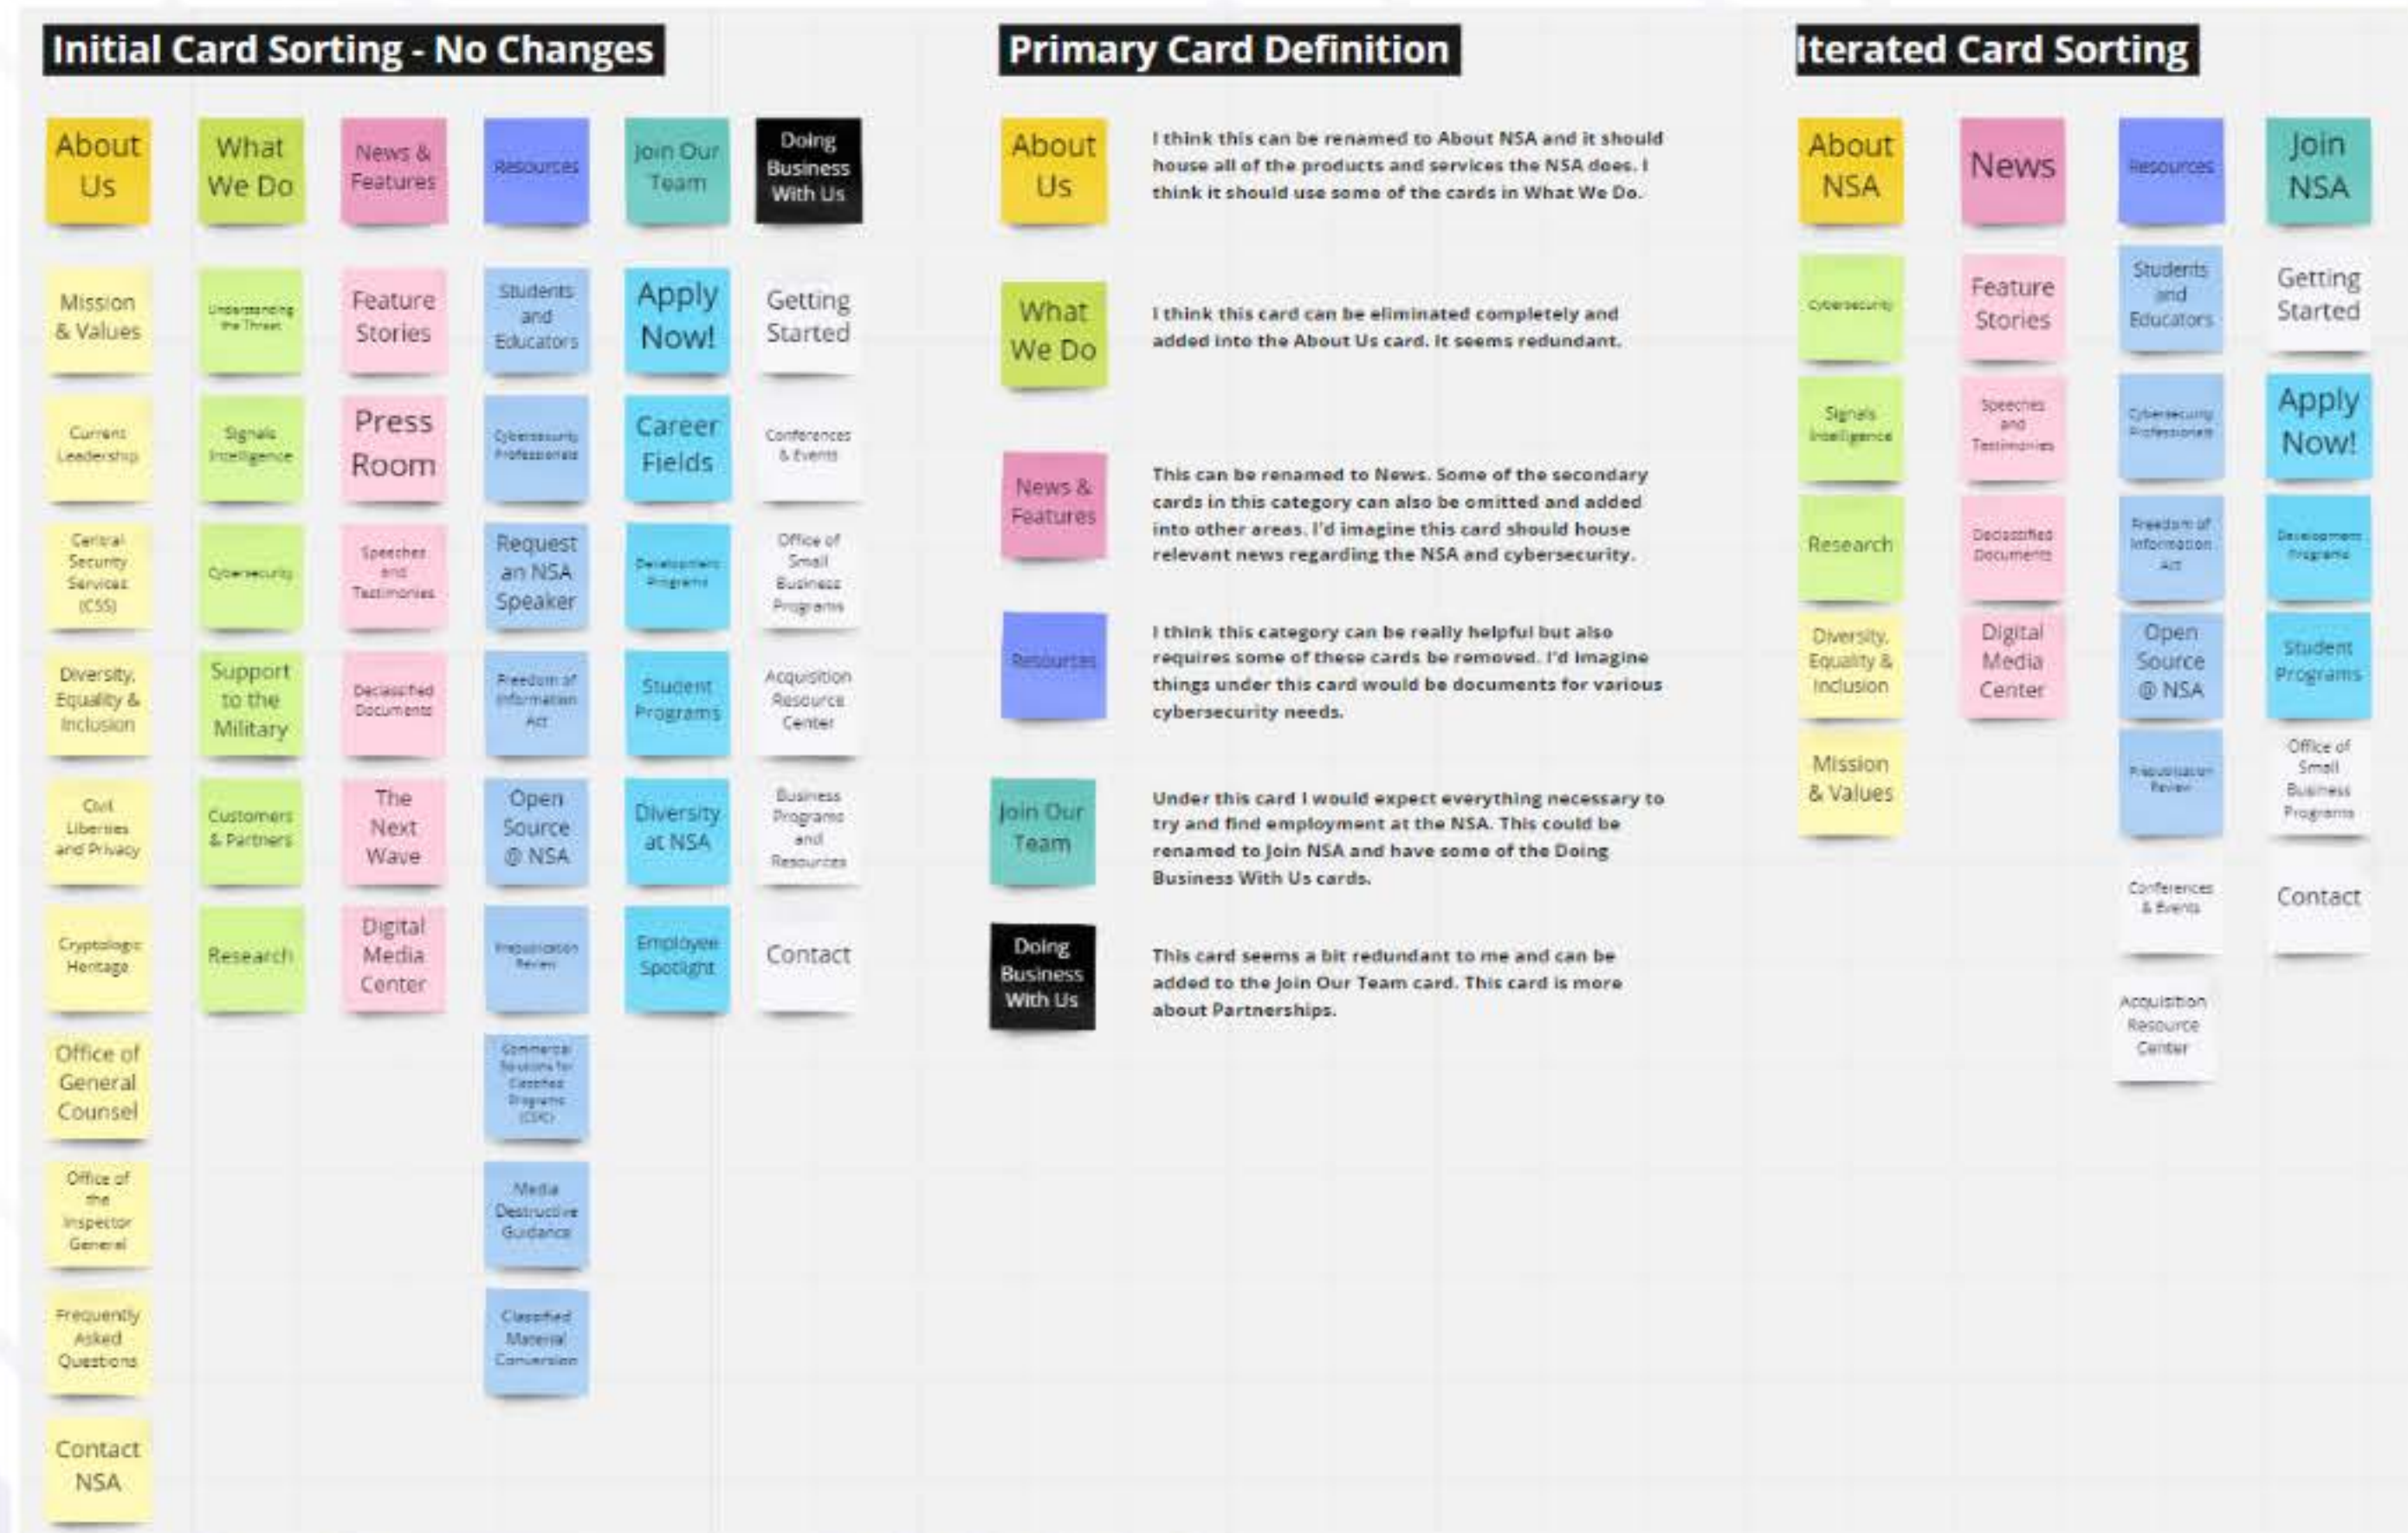 Initial Card Sorting - No Changes
About
Us
What
We Do
News &
Features
Resources
Join Our
Team
Doing
Business
With Us
Mission
& Values
Understanding
the Threat
Feature
Stories
Students
and
Educators
Apply
Now!
Getting
Started
Current
Leadership
Signals
Intelligence
Press
Room
Cybersecurity
Professionals
Career
Fields
Conferences
& Events
Central
Security
Services
(CSS)
Cybersecurity
Speeches
and
Testimonies
Request
an NSA
Speaker
Development
Programs
Office of
Small
Business
Programs
Diversity,
Equality &
Inclusion
Support
to the
Military
Declassified
Documents
Freedom of
Information
Act
Student
Programs
Acquisition
Resource
Center
Civil
Liberties
and Privacy
Customers
& Partners
The
Next
Wave
Open
Source
@ NSA
Diversity
at NSA
Business
Programs
and
Resources
Cryptologic
Heritage
Research
Digital
Media
Center
Prepublication
Review
Employee
Spotlight
Contact
Office of
General
Counsel
Commercial
Solutions for
Classified
Programs
Office of
the
Inspector
General
Media
Destructive
Guidance
Frequently
Asked
Questions
Classified
Material
Conversion
Contact
NSA
Primary Card Definition
About
Us
I think this can be renamed to About NSA and it should
house all of the products and services the NSA does. I
think it should use some of the cards in What We Do.
What
We Do
I think this card can be eliminated completely and
added into the About Us card. It seems redundant.
News &
Features
This can be renamed to News. Some of the secondary
cards in this category can also be omitted and added
into other areas. I'd imagine this card should house
relevant news regarding the NSA and cybersecurity.
Resources
I think this category can be really helpful but also
requires some of these cards be removed. I'd imagine
things under this card would be documents for various
cybersecurity needs.
Join Our
Team
Under this card I would expect everything necessary to
try and find employment at the NSA. This could be
renamed to Join NSA and have some of the Doing
Business With Us cards.
Doing
Business
With Us
This card seems a bit redundant to me and can be
added to the Join Our Team card. This card is more
about Partnerships.
Iterated Card Sorting
About
NSA
News
Resources
Join
NSA
Cybersecurity
Feature
Stories
Students
and
Educators
Getting
Started
Signals
Intelligence
Speeches
and
Testimonies
Cybersecurity
Professionals
Apply
Now!
Research
Declassified
Documents
Freedom of
Information
Act
Development
Programs
Diversity,
Equality &
Inclusion
Digital
Media
Center
Open
Source
@ NSA
Student
Programs
Mission
& Values
Prepublication
Review
Office of
Small
Business
Programs
Conferences
& Events
Contact
Acquisition
Resource
Center